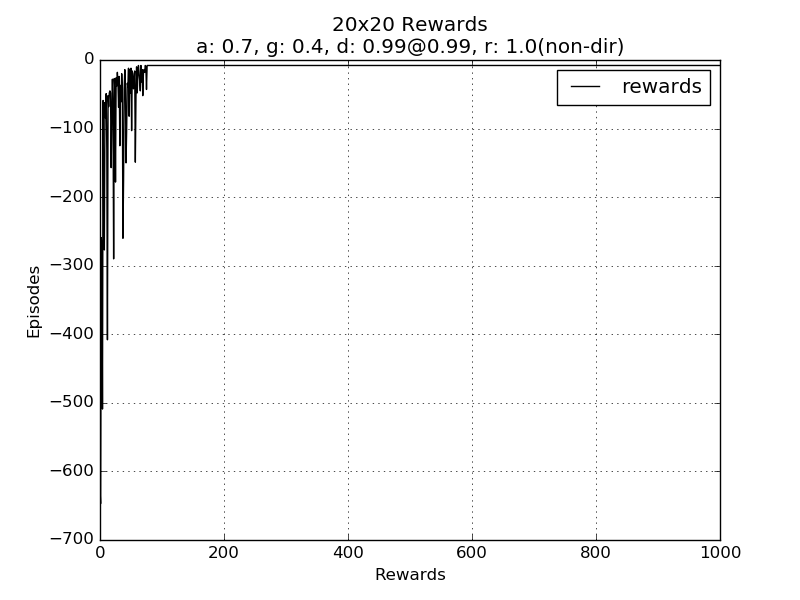 20x20 Rewards
a: 0.7, g: 0.4, d: 0.99@0.99, r: 1.0(non-dir)
rewards
0
−100
−200
−300
−400
−500
−600
−700
Episodes
0 200 400 600 800 1000
Rewards